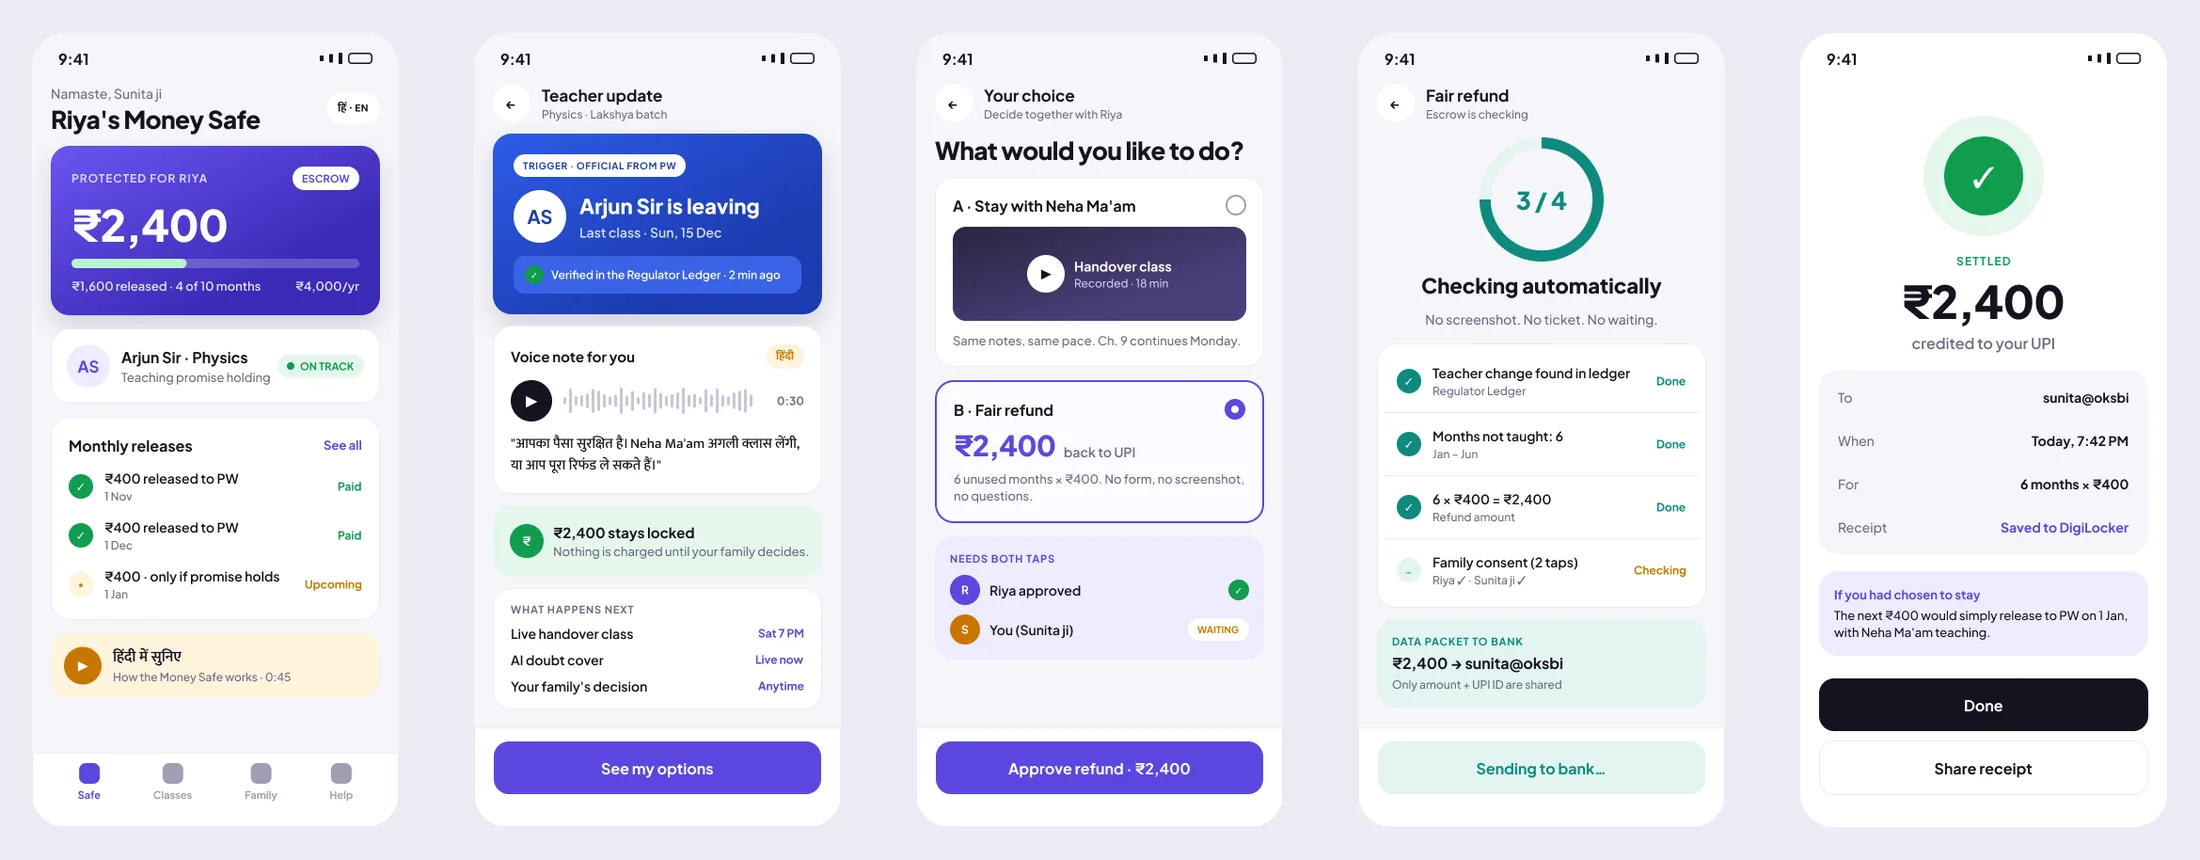 9:41
Namaste, Sunita ji
Riya's Money Safe
हिं · EN
PROTECTED FOR RIYA
ESCROW
₹2,400
₹1,600 released · 4 of 10 months
₹4,000/yr
AS
Arjun Sir · Physics
Teaching promise holding
ON TRACK
Monthly releases
See all
₹400 released to PW
1 Nov
Paid
₹400 released to PW
1 Dec
Paid
₹400 · only if promise holds
1 Jan
Upcoming
हिंदी में सुनिए
How the Money Safe works · 0:45
Safe
Classes
Family
Help
9:41
Teacher update
Physics · Lakshya batch
TRIGGER · OFFICIAL FROM PW
AS
Arjun Sir is leaving
Last class · Sun, 15 Dec
Verified in the Regulator Ledger · 2 min ago
Voice note for you
हिंदी
0:30
"आपका पैसा सुरक्षित है। Neha Ma'am अगली क्लास लेंगी,
या आप पूरा रिफंड ले सकते हैं।"
₹
₹2,400 stays locked
Nothing is charged until your family decides.
WHAT HAPPENS NEXT
Live handover class
Sat 7 PM
AI doubt cover
Live now
Your family's decision
Anytime
See my options
9:41
Your choice
Decide together with Riya
What would you like to do?
A · Stay with Neha Ma'am
Handover class
Recorded · 18 min
Same notes, same pace. Ch. 9 continues Monday.
B · Fair refund
₹2,400 back to UPI
6 unused months × ₹400. No form, no screenshot,
no questions.
NEEDS BOTH TAPS
R
Riya approved
S
You (Sunita ji)
WAITING
Approve refund · ₹2,400
9:41
Fair refund
Escrow is checking
3 / 4
Checking automatically
No screenshot. No ticket. No waiting.
Teacher change found in ledger
Regulator Ledger
Done
Months not taught: 6
Jan – Jun
Done
6 × ₹400 = ₹2,400
Refund amount
Done
Family consent (2 taps)
Riya ✓ · Sunita ji ✓
Checking
DATA PACKET TO BANK
₹2,400 → sunita@oksbi
Only amount + UPI ID are shared
Sending to bank…
9:41
SETTLED
₹2,400
credited to your UPI
To
sunita@oksbi
When
Today, 7:42 PM
For
6 months × ₹400
Receipt
Saved to DigiLocker
If you had chosen to stay
The next ₹400 would simply release to PW on 1 Jan,
with Neha Ma'am teaching.
Done
Share receipt